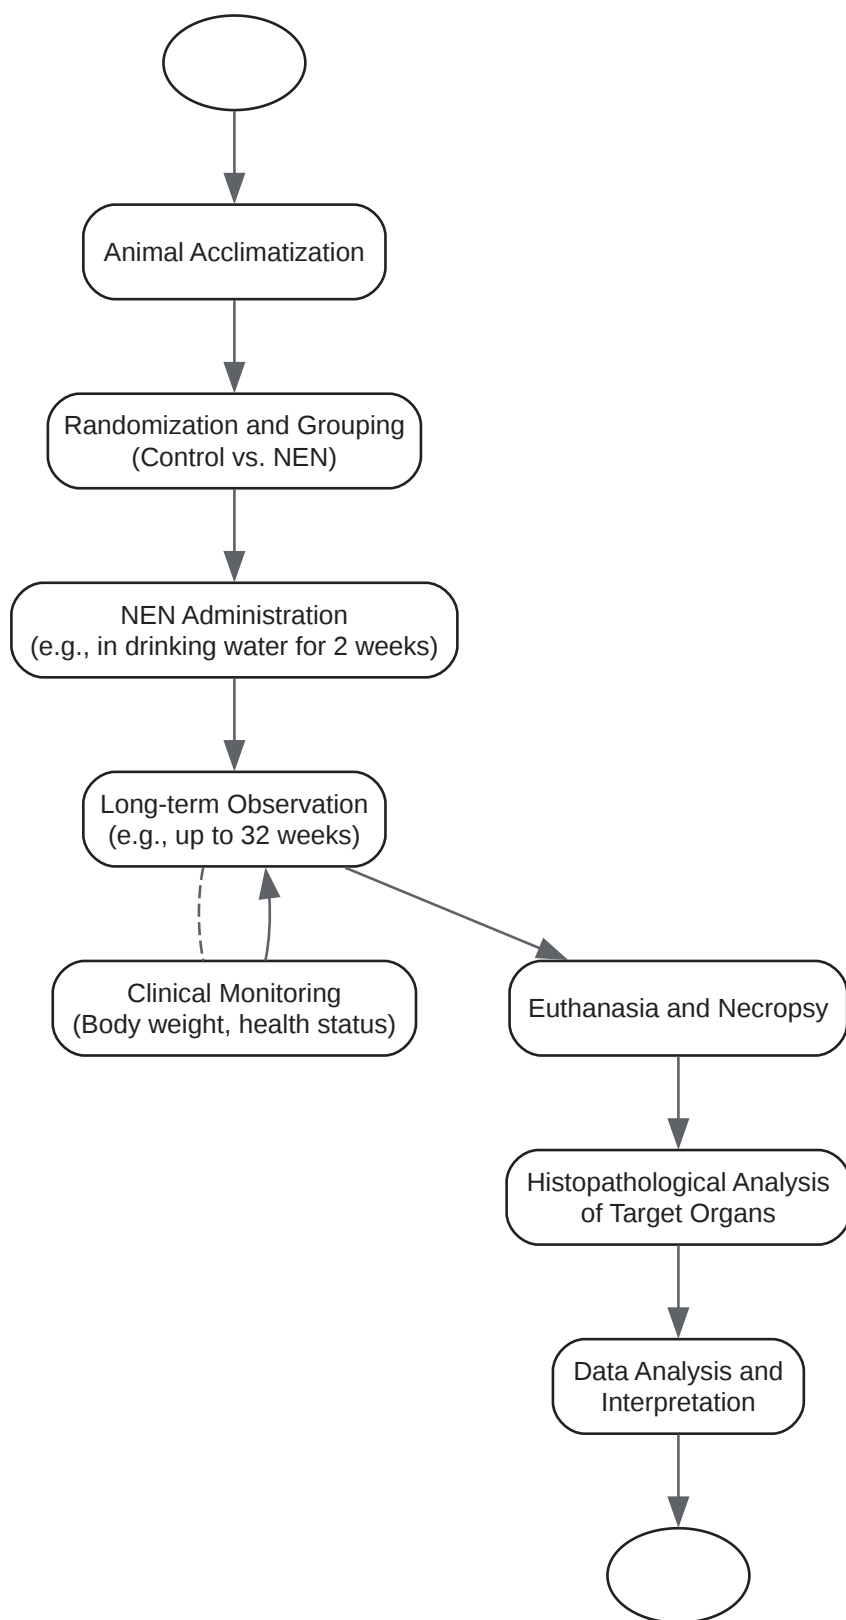 Animal Acclimatization
Randomization and Grouping
(Control vs. NEN)
NEN Administration
(e.g., in drinking water for 2 weeks)
Long-term Observation
(e.g., up to 32 weeks)
Clinical Monitoring
(Body weight, health status)
Euthanasia and Necropsy
Histopathological Analysis
of Target Organs
Data Analysis and
Interpretation